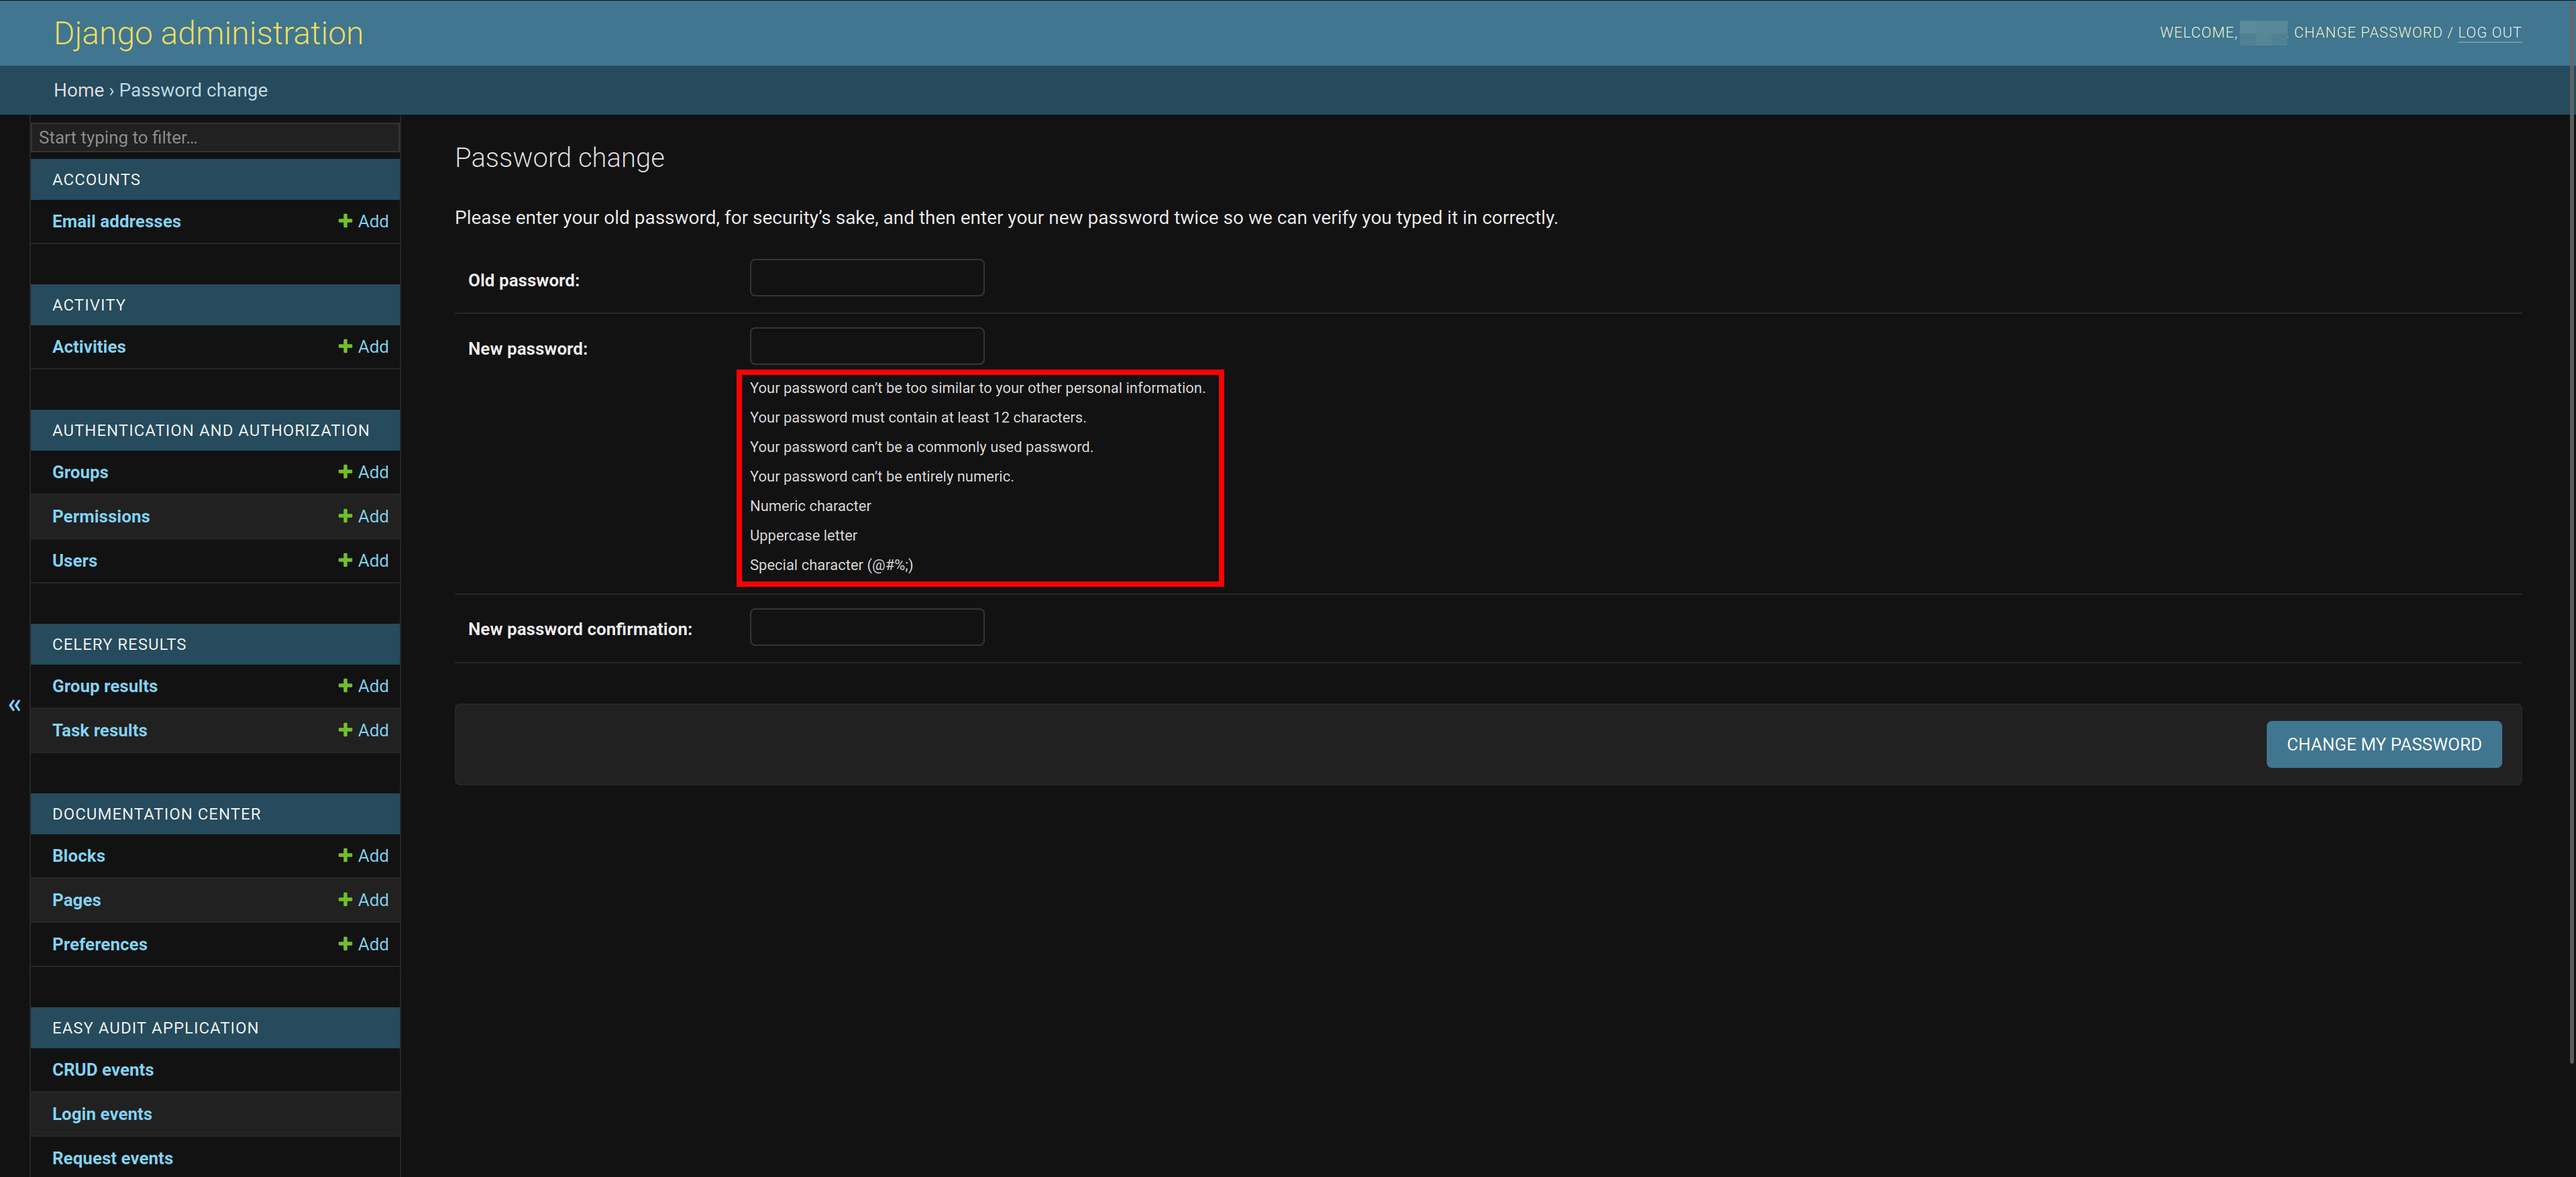 Django administration
WELCOME, CHANGE PASSWORD / LOG OUT
Home › Password change
Start typing to filter...
ACCOUNTS
Email addresses + Add
ACTIVITY
Activities + Add
AUTHENTICATION AND AUTHORIZATION
Groups + Add
Permissions + Add
Users + Add
CELERY RESULTS
Group results + Add
Task results + Add
«
DOCUMENTATION CENTER
Blocks + Add
Pages + Add
Preferences + Add
EASY AUDIT APPLICATION
CRUD events
Login events
Request events
Password change
Please enter your old password, for security’s sake, and then enter your new password twice so we can verify you typed it in correctly.
Old password:
New password:
Your password can’t be too similar to your other personal information.
Your password must contain at least 12 characters.
Your password can’t be a commonly used password.
Your password can’t be entirely numeric.
Numeric character
Uppercase letter
Special character (@#%;)
New password confirmation:
CHANGE MY PASSWORD